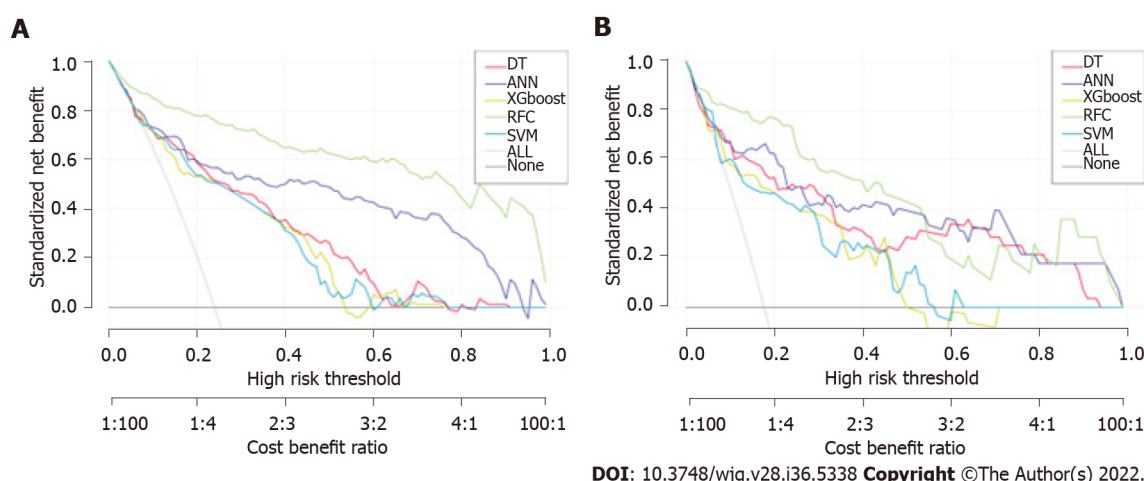 A
Standardized net benefit
1.0
0.8
0.6
0.4
0.2
0.0
DT
ANN
XGboost
RFC
SVM
ALL
None
0.0 0.2 0.4 0.6 0.8 1.0
High risk threshold
1:100 1:4 2:3 3:2 4:1 100:1
Cost benefit ratio
B
Standardized net benefit
1.0
0.8
0.6
0.4
0.2
0.0
DT
ANN
XGboost
RFC
SVM
ALL
None
0.0 0.2 0.4 0.6 0.8 1.0
High risk threshold
1:100 1:4 2:3 3:2 4:1 100:1
Cost benefit ratio
DOI: 10.3748/wjg.v28.i36.5338 Copyright ©The Author(s) 2022.